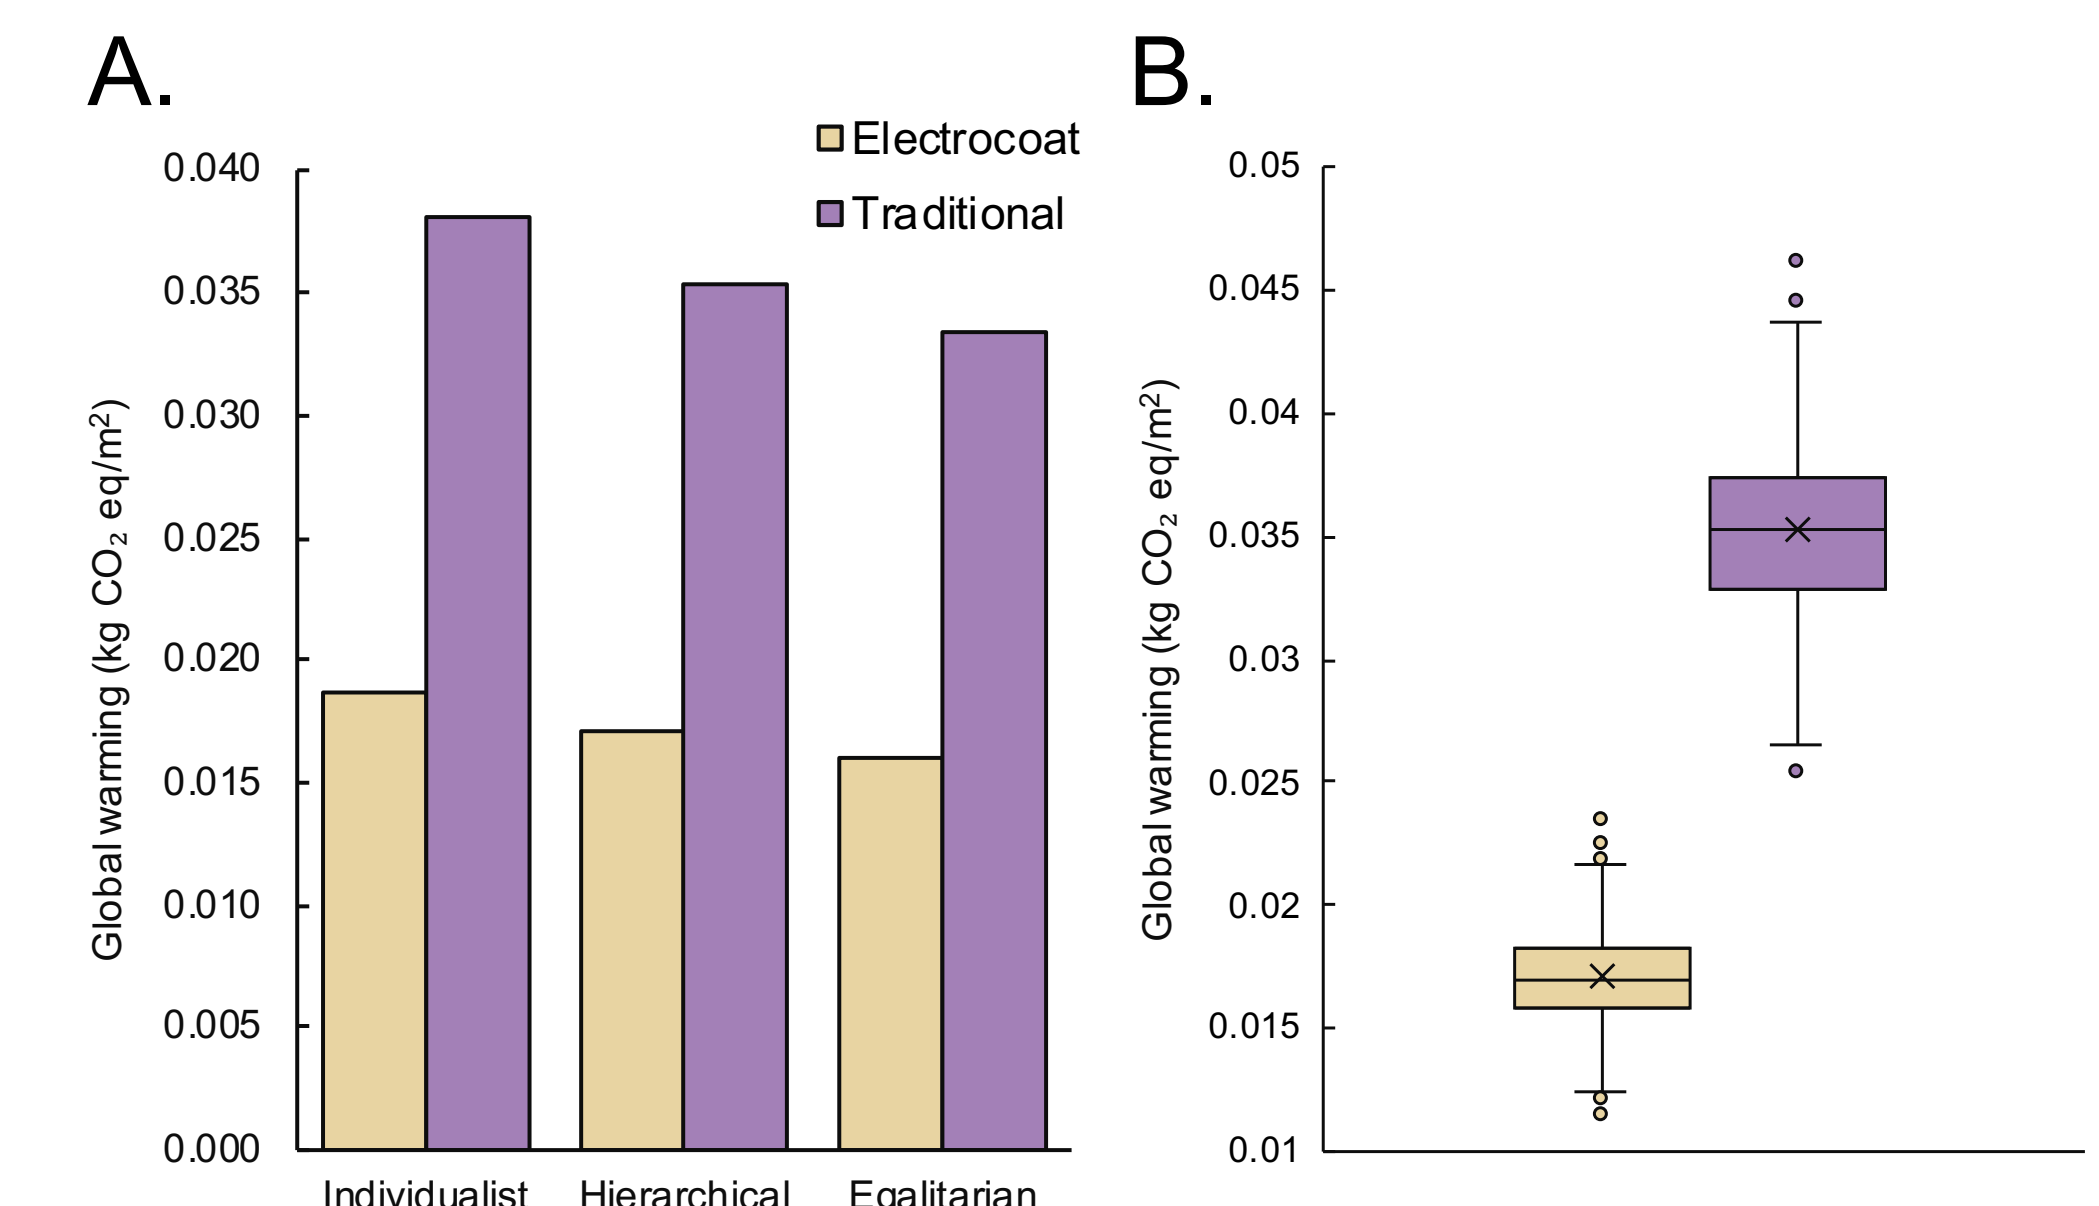 A.
Electrocoat
Traditional
0.040
0.035
0.030
0.025
0.020
0.015
0.010
0.005
0.000
Global warming (kg CO₂ eq/m²)
Individualist
Hierarchical
Egalitarian
B.
0.05
0.045
0.04
0.035
0.03
0.025
0.02
0.015
0.01
Global warming (kg CO₂ eq/m²)